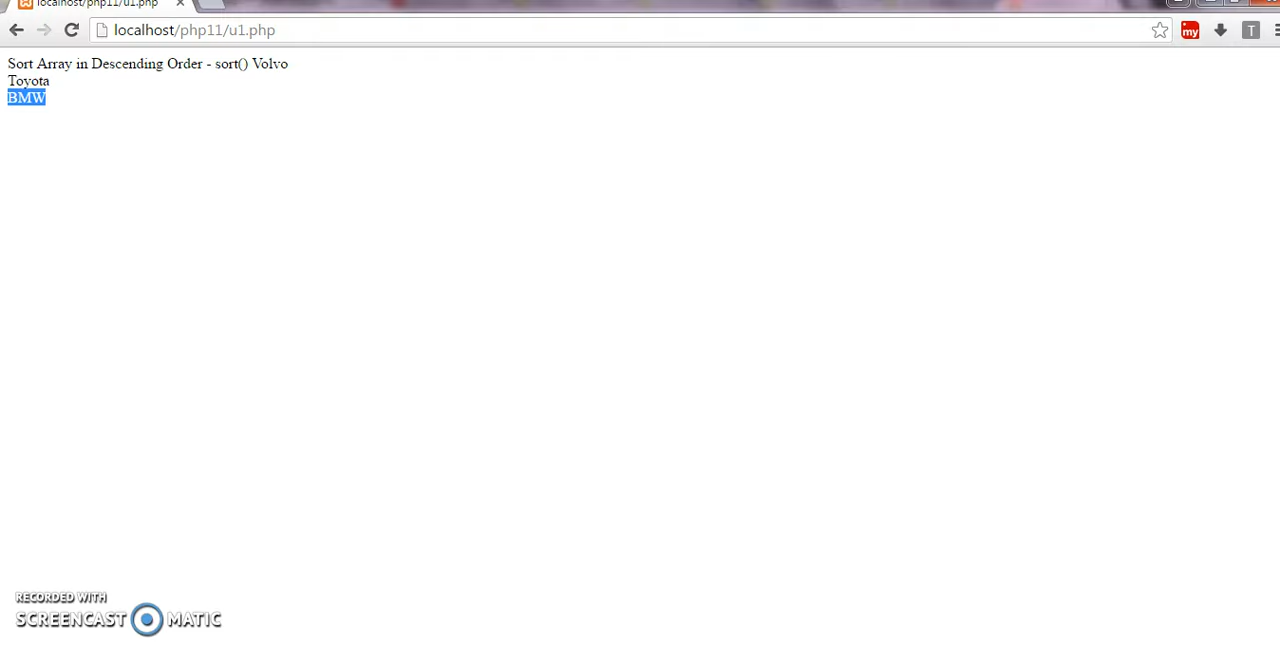 localhost/php11/u1.php
localhost/php11/u1.php
my
T
Sort Array in Descending Order - sort() Volvo
Toyota
BMW
RECORDED WITH
SCREENCAST MATIC